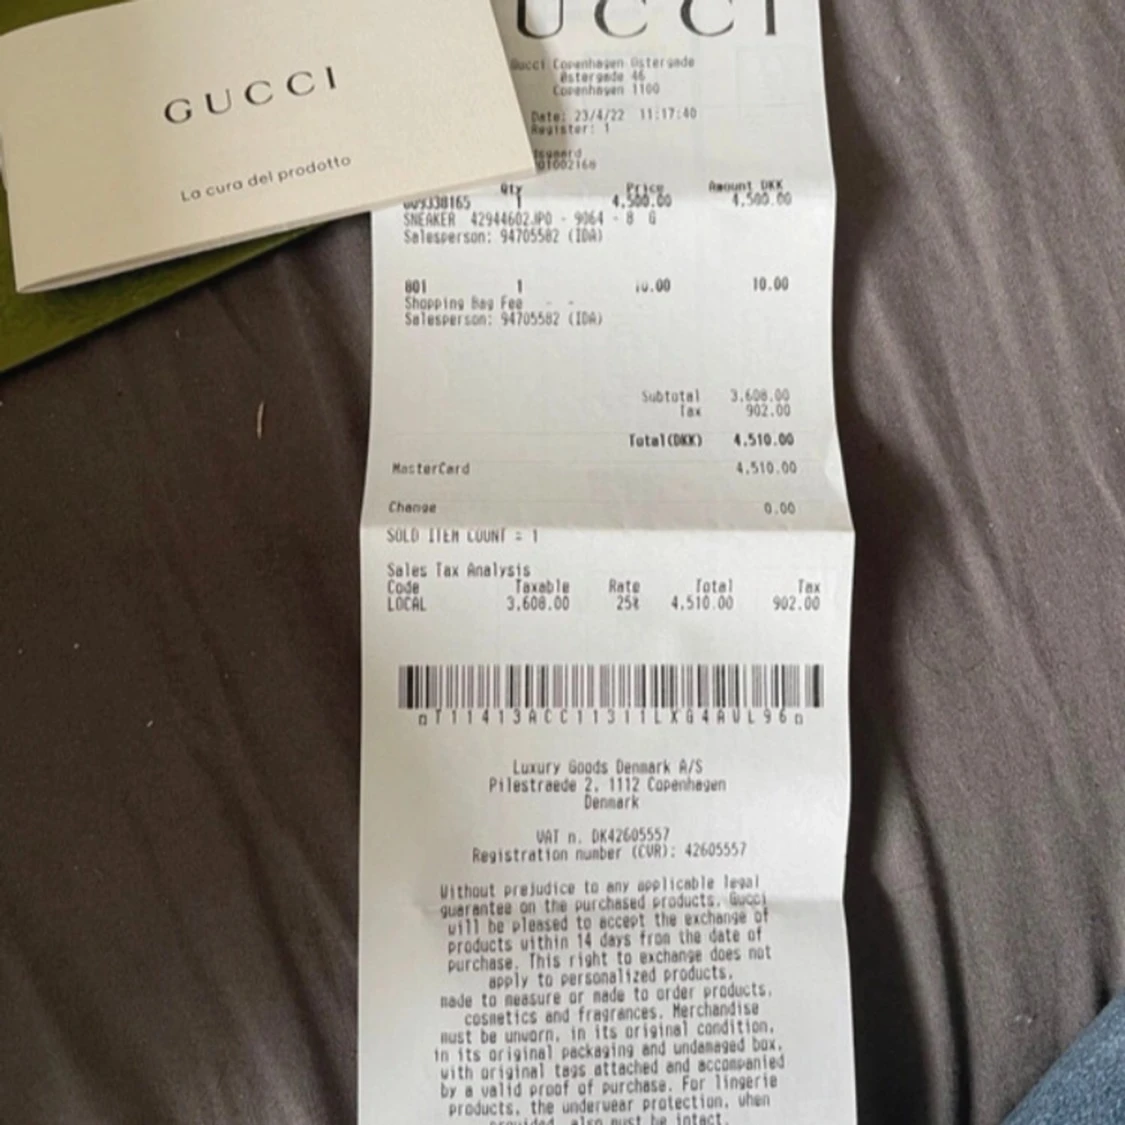 GUCCI
La cura del prodotto
UCCI
Gucci Copenhagen Ostergade
Østergade 46
Copenhagen 1100
Date: 23/4/22 11:17:40
Register: 1
Qty Price Amount DKK
1 4,500.00 4,500.00
SNEAKER 42944602JP0 - 9064 - 8 G
Salesperson: 94705582 (IDA)
801 1 10.00 10.00
Shopping Bag Fee - -
Salesperson: 94705582 (IDA)
Subtotal 3,608.00
Tax 902.00
Total(DKK) 4,510.00
MasterCard 4,510.00
Change 0.00
SOLD ITEM COUNT = 1
Sales Tax Analysis
Code Taxable Rate Total Tax
LOCAL 3,608.00 25% 4,510.00 902.00
T11413ACC11311LXG4AVL96
Luxury Goods Denmark A/S
Pilestraede 2, 1112 Copenhagen
Denmark
VAT n. DK42605557
Registration number (CVR): 42605557
Without prejudice to any applicable legal
guarantee on the purchased products, Gucci
will be pleased to accept the exchange of
products within 14 days from the date of
purchase. This right to exchange does not
apply to personalized products,
made to measure or made to order products,
cosmetics and fragrances. Merchandise
must be unworn, in its original condition,
in its original packaging and undamaged box,
with original tags attached and accompanied
by a valid proof of purchase. For lingerie
products, the underwear protection, when
provided, also must be intact.